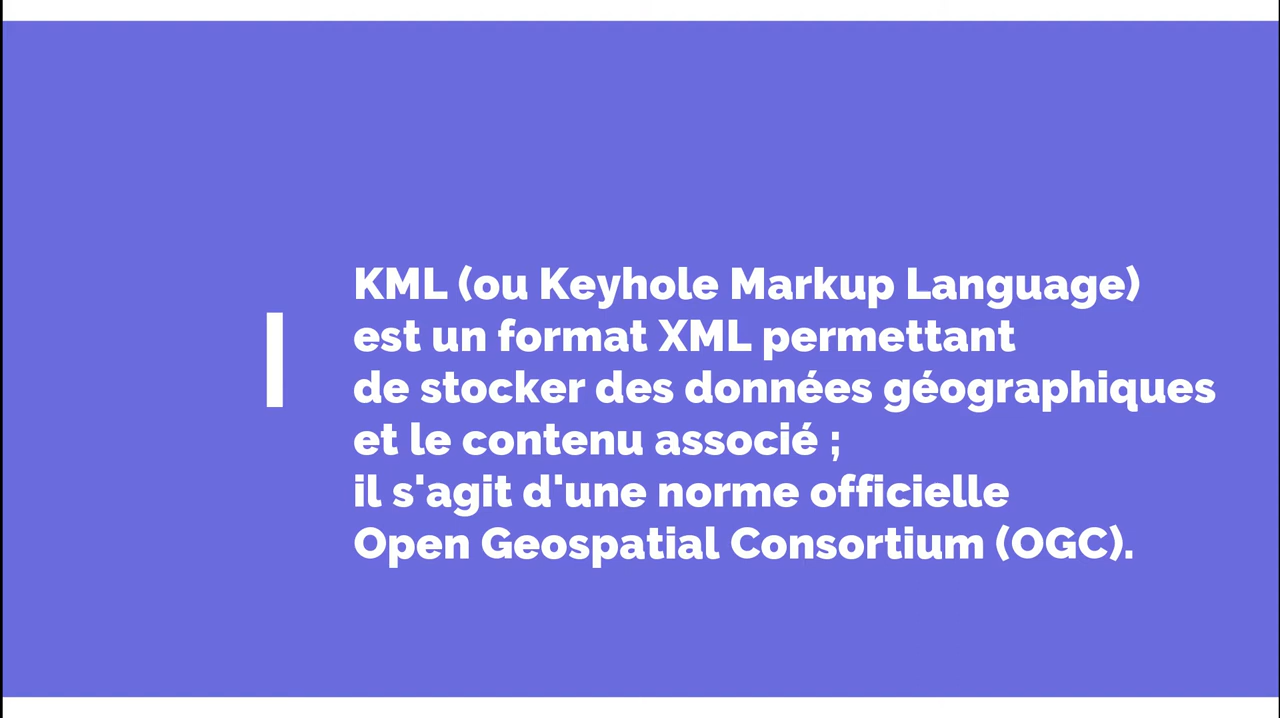 KML (ou Keyhole Markup Language)
est un format XML permettant
de stocker des données géographiques
et le contenu associé ;
il s'agit d'une norme officielle
Open Geospatial Consortium (OGC).